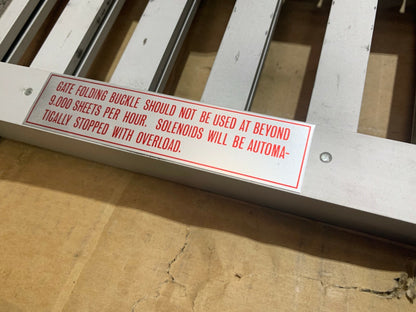 GATE FOLDING BUCKLE SHOULD NOT BE USED AT BEYOND
9.000 SHEETS PER HOUR. SOLENOIDS WILL BE AUTOMA-
TICALLY STOPPED WITH OVERLOAD.